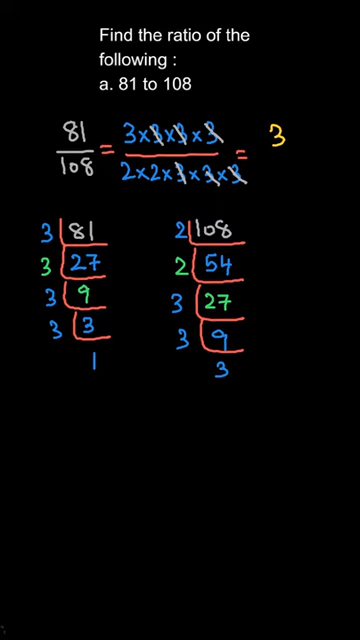 Find the ratio of the
following :
a. 81 to 108
81/108 = 3×3×3×3/2×2×3×3×3 = 3
3 81 2 108
3 27 2 54
3 9 3 27
3 3 3 9
1 3